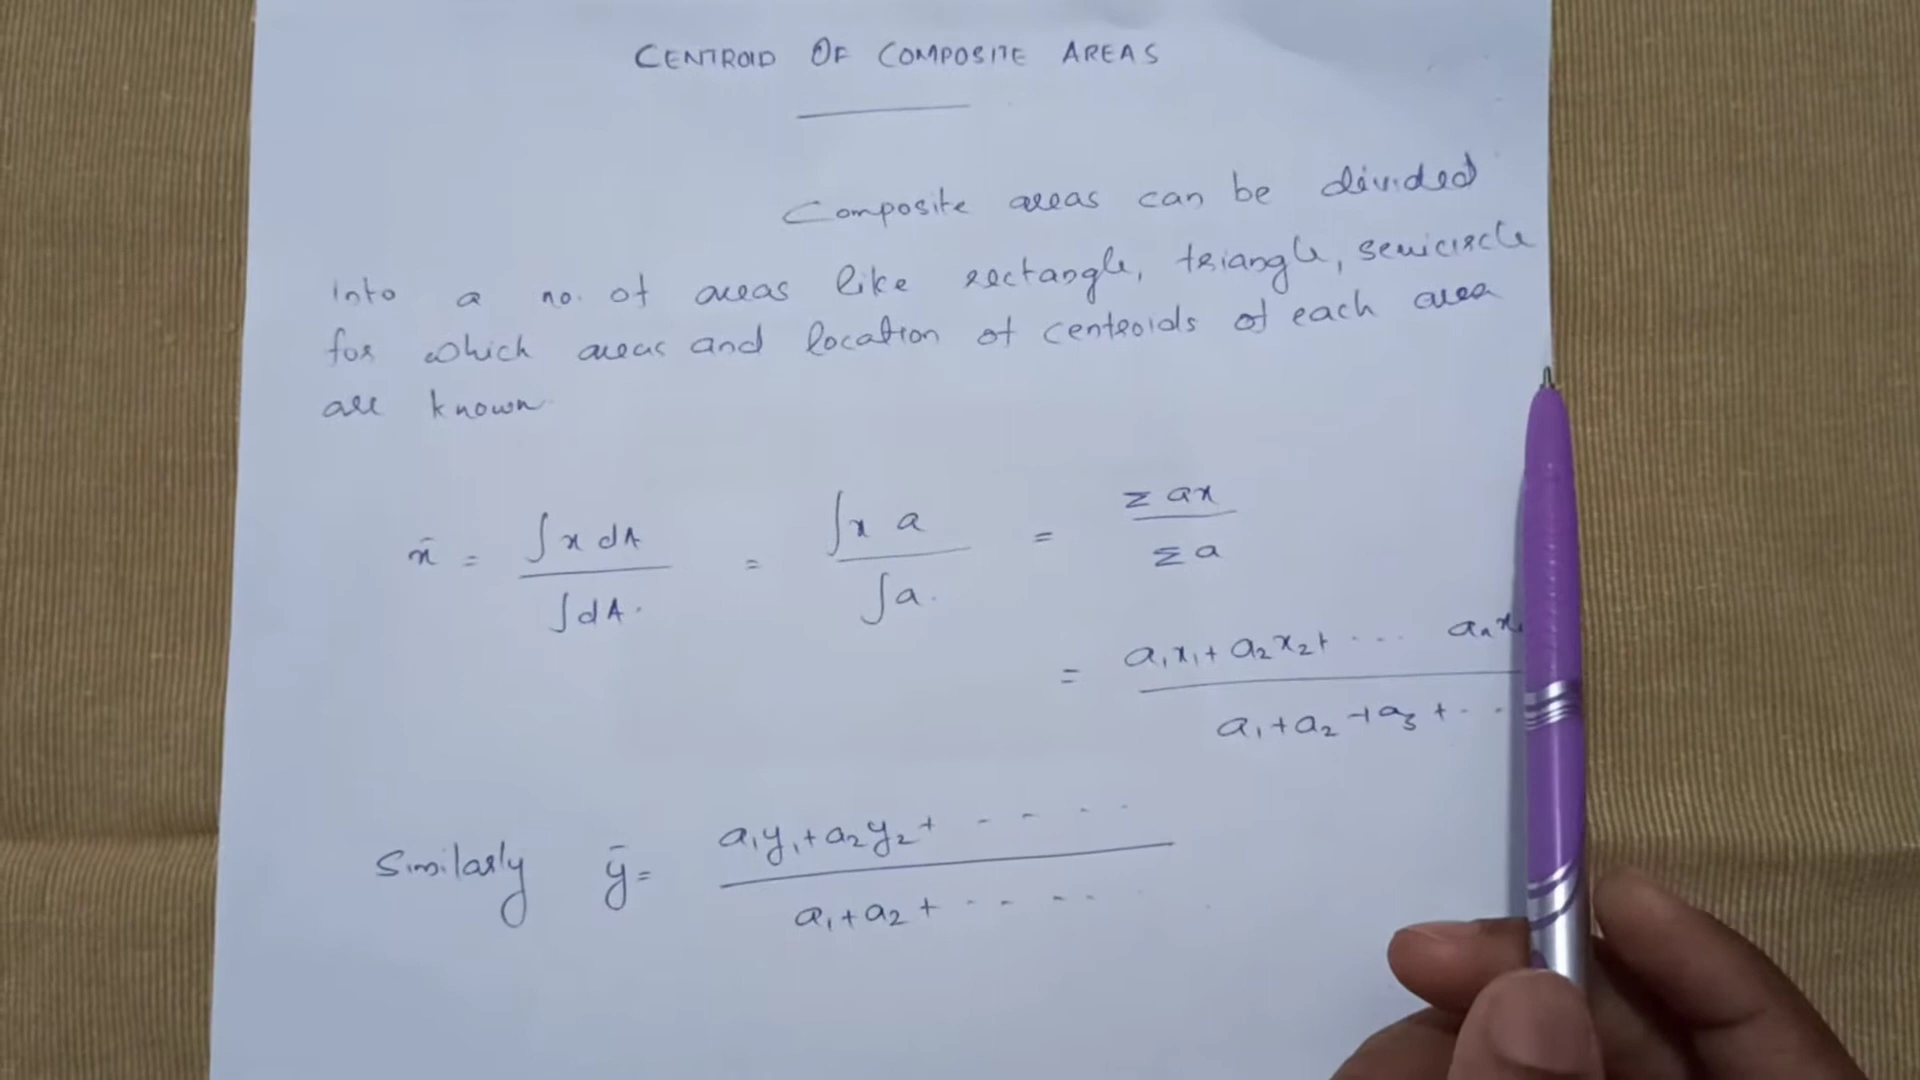 CENTROID OF COMPOSITE AREAS
Composite areas can be divided
into a no. of areas like rectangle, triangle, semicircle
for which areas and location of centroids of each area
are known
x̄ = ∫x dA / ∫dA. = ∫x a / ∫a. = Σ ax / Σ a
= a₁x₁ + a₂x₂ + ... aₙx / a₁ + a₂ + a₃ + ...
Similarly ȳ = a₁y₁ + a₂y₂ + - - - - / a₁ + a₂ + - - - -